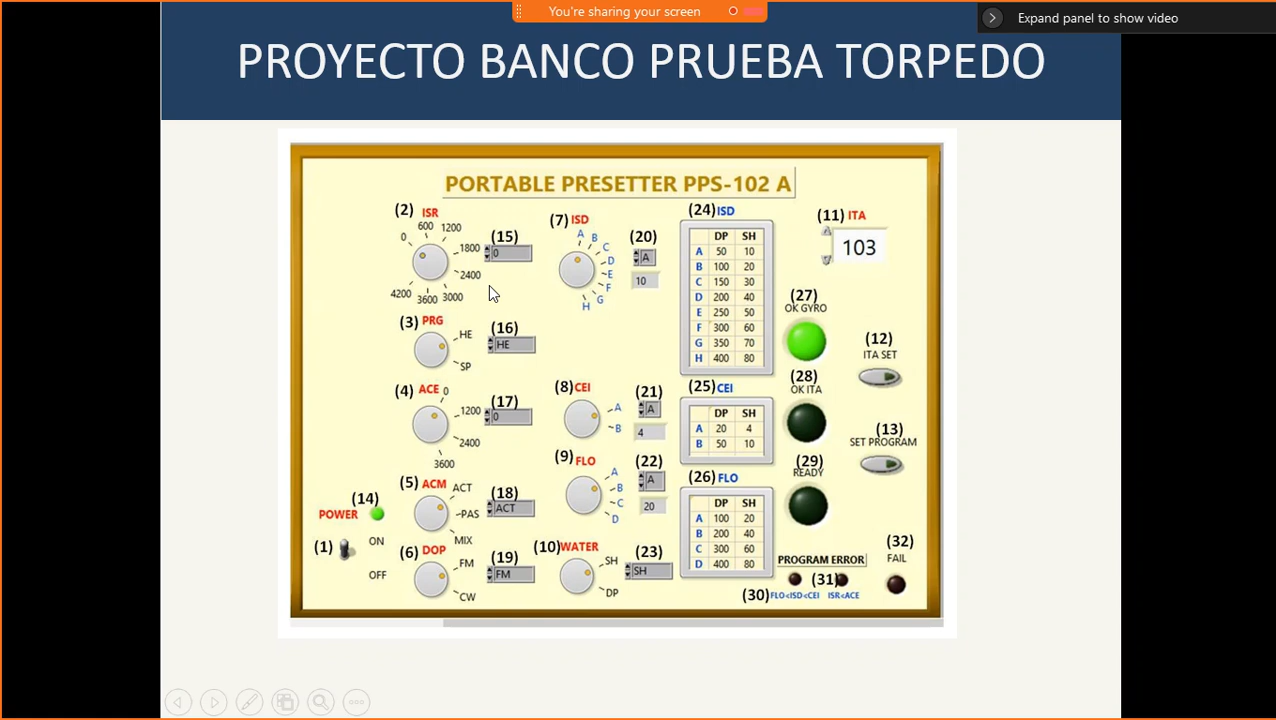 You're sharing your screen
Expand panel to show video
PROYECTO BANCO PRUEBA TORPEDO
PORTABLE PRESETTER PPS-102 A
(2) ISR
0 600 1200 1800 2400 3000 3600 4200
(15)
0
(3) PRG
HE
SP
(16)
HE
(4) ACE
0
1200
2400
3600
(17)
0
(5) ACM
ACT
PAS
MIX
(18)
ACT
(14)
POWER
(1)
ON
OFF
(6) DOP
FM
CW
(19)
FM
(7) ISD
A
B
C
D
E
F
G
H
(20)
A
10
(8) CEI
A
B
(21)
A
4
(9) FLO
A
B
C
D
(22)
A
20
(10) WATER
SH
DP
(23)
SH
(24) ISD
DP SH
A 50 10
B 100 20
C 150 30
D 200 40
E 250 50
F 300 60
G 350 70
H 400 80
(25) CEI
DP SH
A 20 4
B 50 10
(26) FLO
DP SH
A 100 20
B 200 40
C 300 60
D 400 80
(11) ITA
103
(27)
OK GYRO
(12)
ITA SET
(28)
OK ITA
(13)
SET PROGRAM
(29)
READY
(32)
FAIL
PROGRAM ERROR
(31)
(30) FLO<ISD<CEI ISR<ACE